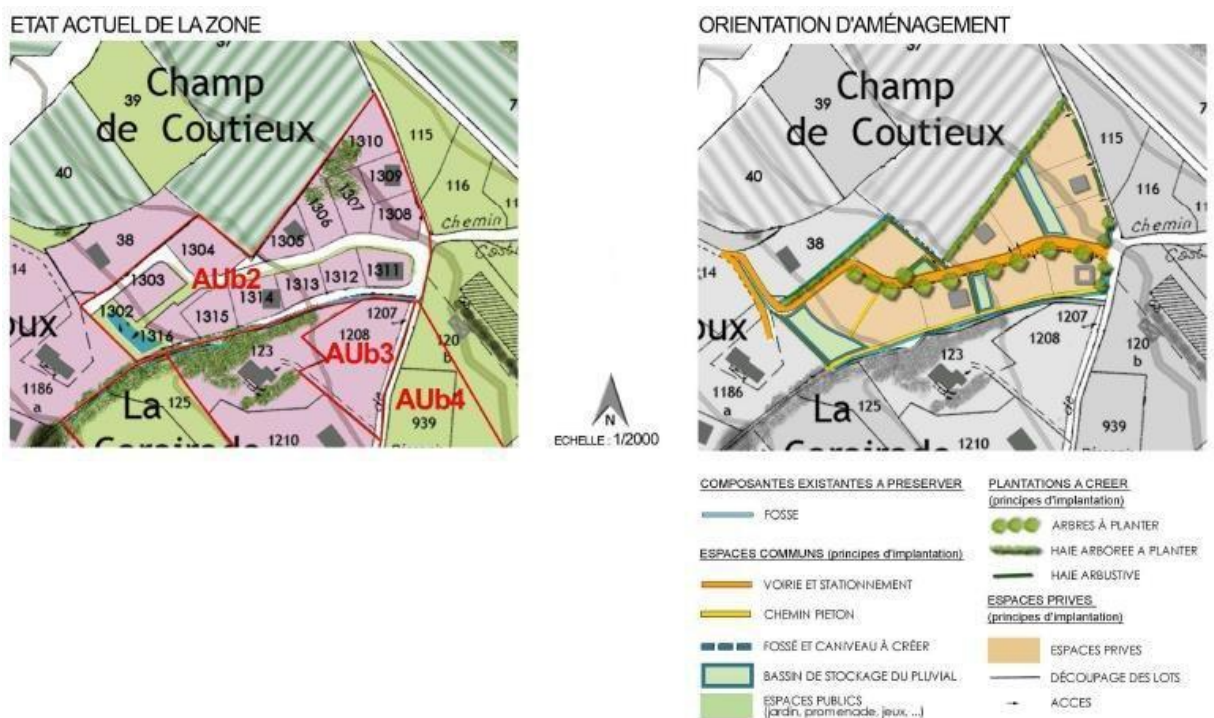 ETAT ACTUEL DE LA ZONE
37
Champ
de Coutieux
39
40
115
116
1310
1309
1307
1306
1308
Chemin
38
1304
1305
14
1303
AUb2
1311
1312
1313
1314
1302
1316
1315
1207
1208
oux
123
AUb3
120
b
1186
a
La
125
AUb4
939
1210
N
ECHELLE : 1/2000
ORIENTATION D'AMÉNAGEMENT
Champ
de Coutieux
39
40
115
116
Chemin
38
14
oux
1207
1208
123
120
b
1186
a
La
125
939
1210
COMPOSANTES EXISTANTES A PRESERVER
FOSSE
ESPACES COMMUNS (principes d'implantation)
VOIRIE ET STATIONNEMENT
CHEMIN PIETON
FOSSÉ ET CANIVEAU À CRÉER
BASSIN DE STOCKAGE DU PLUVIAL
ESPACES PUBLICS
(jardin, promenade, jeux, ...)
PLANTATIONS A CREER
(principes d'implantation)
ARBRES À PLANTER
HAIE ARBOREE A PLANTER
HAIE ARBUSTIVE
ESPACES PRIVES
(principes d'implantation)
ESPACES PRIVES
DÉCOUPAGE DES LOTS
ACCES